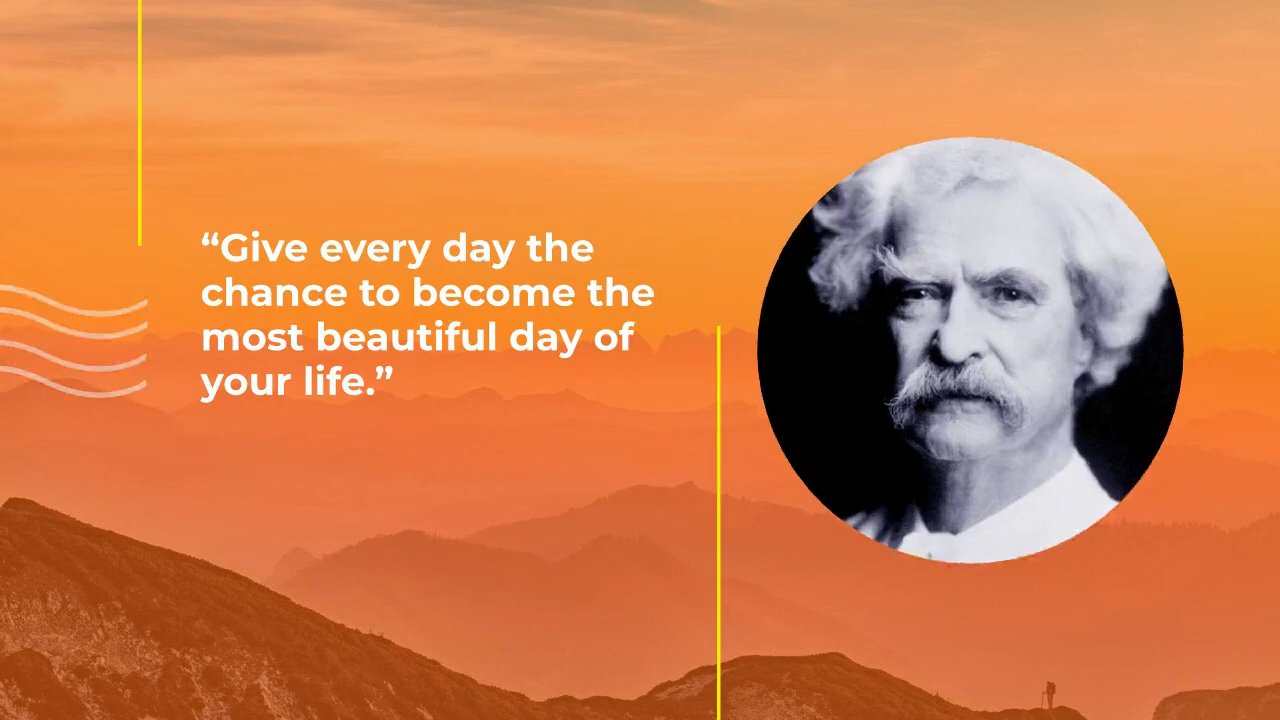 “Give every day the
chance to become the
most beautiful day of
your life.”